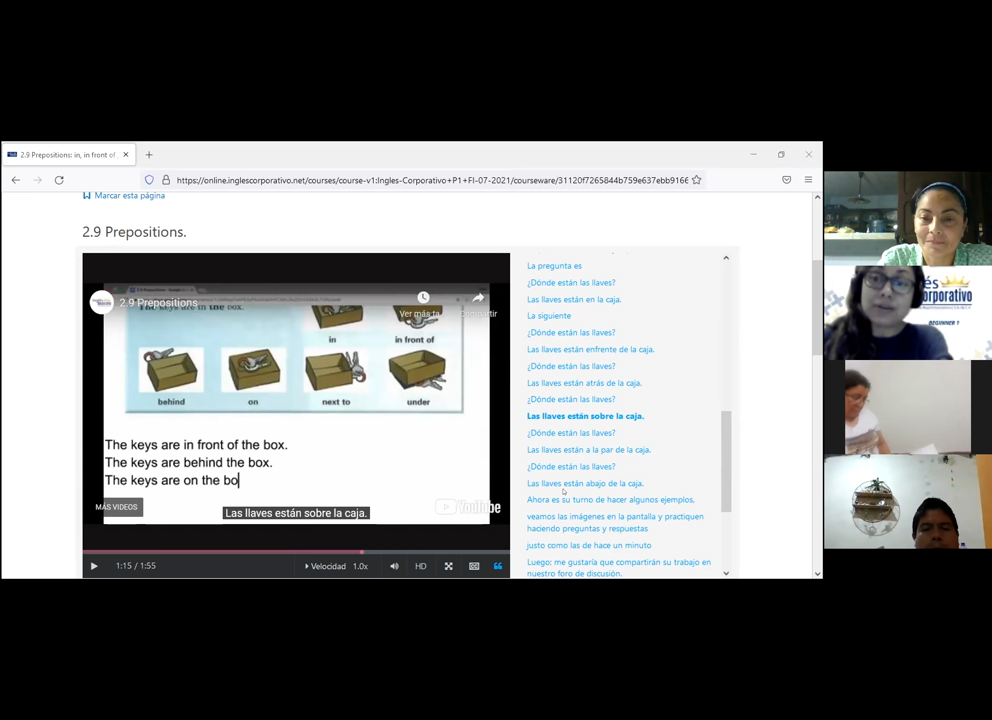 2.9 Prepositions: in, in front of
https://online.inglescorporativo.net/courses/course-v1:Ingles-Corporativo+P1+FI-07-2021/courseware/31120f7265844b759e637ebb9166
Marcar esta página
2.9 Prepositions.
2.9 Prepositions
The keys are in the box.
Ver más ta
Compartir
in
in front of
behind
on
next to
under
The keys are in front of the box.
The keys are behind the box.
The keys are on the bo
MÁS VIDEOS
Las llaves están sobre la caja.
YouTube
1:15 / 1:55
Velocidad 1.0x
HD
La pregunta es
¿Dónde están las llaves?
Las llaves están en la caja.
La siguiente
¿Dónde están las llaves?
Las llaves están enfrente de la caja.
¿Dónde están las llaves?
Las llaves están atrás de la caja.
¿Dónde están las llaves?
Las llaves están sobre la caja.
¿Dónde están las llaves?
Las llaves están a la par de la caja.
¿Dónde están las llaves?
Las llaves están abajo de la caja.
Ahora es su turno de hacer algunos ejemplos,
veamos las imágenes en la pantalla y practiquen
haciendo preguntas y respuestas
justo como las de hace un minuto
Luego; me gustaría que compartirán su trabajo en
nuestro foro de discusión.
és
orporativo
BEGINNER 1